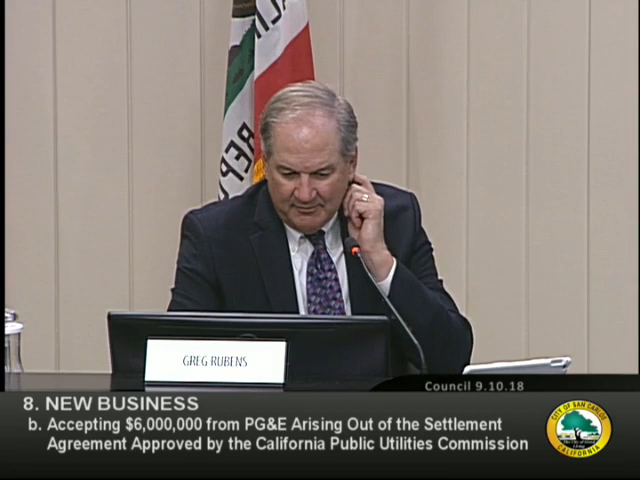 REP
GREG RUBENS
Council 9.10.18
8. NEW BUSINESS
b. Accepting $6,000,000 from PG&E Arising Out of the Settlement
Agreement Approved by the California Public Utilities Commission
CITY OF SAN CARLOS
CALIFORNIA